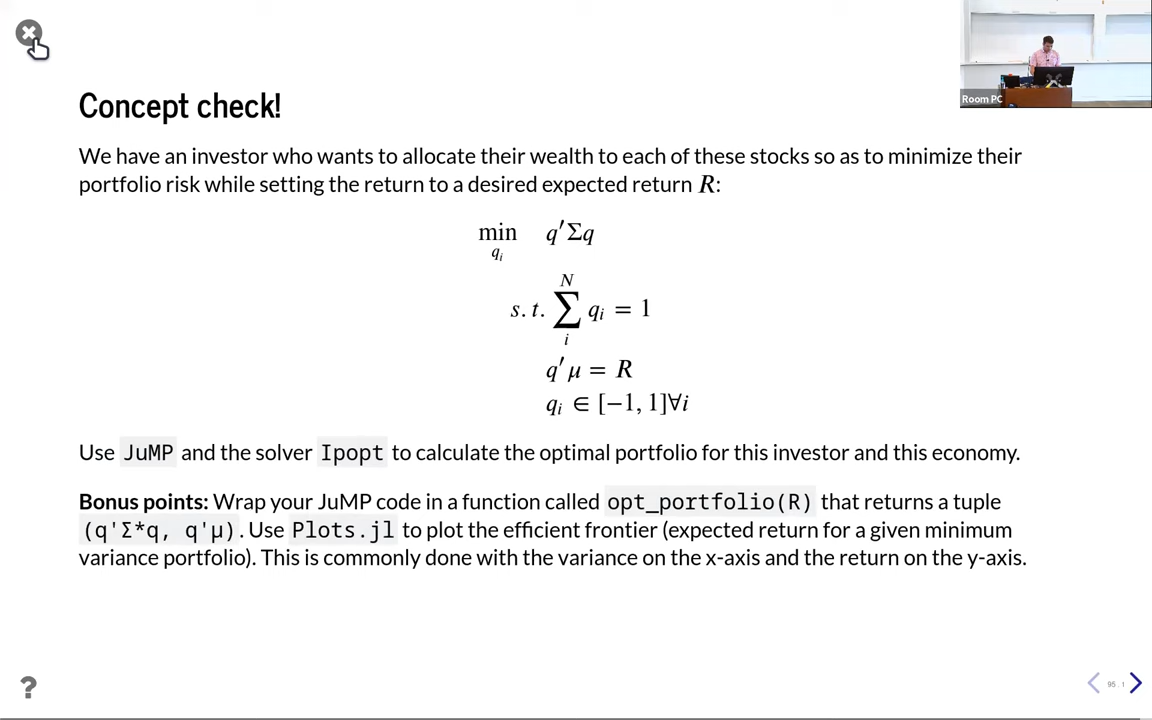 Room PC
Concept check!
We have an investor who wants to allocate their wealth to each of these stocks so as to minimize their
portfolio risk while setting the return to a desired expected return R:
min q′Σq
qᵢ
N
s. t. ∑ qᵢ = 1
i
q′μ = R
qᵢ ∈ [−1, 1]∀i
Use JuMP and the solver Ipopt to calculate the optimal portfolio for this investor and this economy.
Bonus points: Wrap your JuMP code in a function called opt_portfolio(R) that returns a tuple
(q'Σ*q, q'μ). Use Plots.jl to plot the efficient frontier (expected return for a given minimum
variance portfolio). This is commonly done with the variance on the x-axis and the return on the y-axis.
?
95 . 1